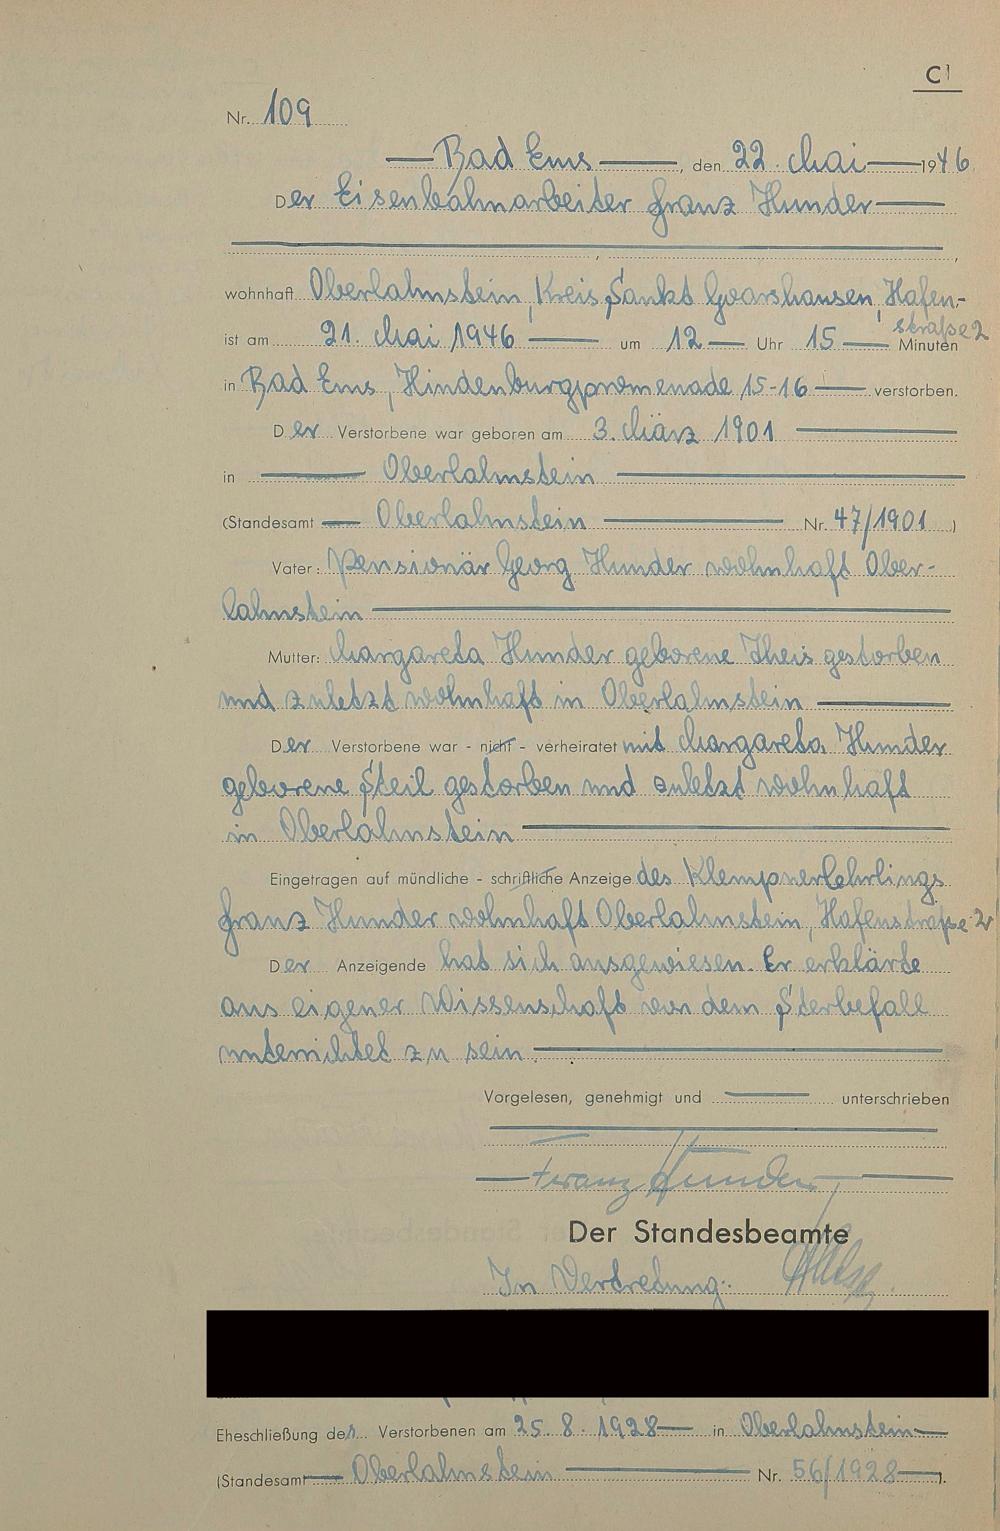 C1
Nr. 109
Bad Ems, den 22. Mai 1946
Der Eisenbahnarbeiter Franz Hunder
wohnhaft Oberlahnstein, Kreis Sankt Goarshausen, Hafen-
straße 2
ist am 21. Mai 1946 um 12 Uhr 15 Minuten
in Bad Ems, Hindenburgpromenade 15-16 verstorben.
Der Verstorbene war geboren am 3. März 1901
in Oberlahnstein
(Standesamt Oberlahnstein Nr. 47/1901)
Vater: Pensionär Georg Hunder wohnhaft Ober-
lahnstein
Mutter: Margareta Hunder geborene Theis gestorben
und zuletzt wohnhaft in Oberlahnstein
Der Verstorbene war - nicht - verheiratet mit Margareta Hunder
geborene Steil gestorben und zuletzt wohnhaft
in Oberlahnstein
Eingetragen auf mündliche - schriftliche Anzeige des Klempnerlehrlings
Franz Hunder wohnhaft Oberlahnstein, Hafenstraße 2
Der Anzeigende hat sich ausgewiesen. Er erklärte
aus eigener Wissenschaft von dem Sterbefall
unterrichtet zu sein.
Vorgelesen, genehmigt und unterschrieben
Franz Hunder
Der Standesbeamte
In Vertretung:
Eheschließung des Verstorbenen am 25. 8. 1928 in Oberlahnstein
(Standesamt Oberlahnstein Nr. 56/1928).